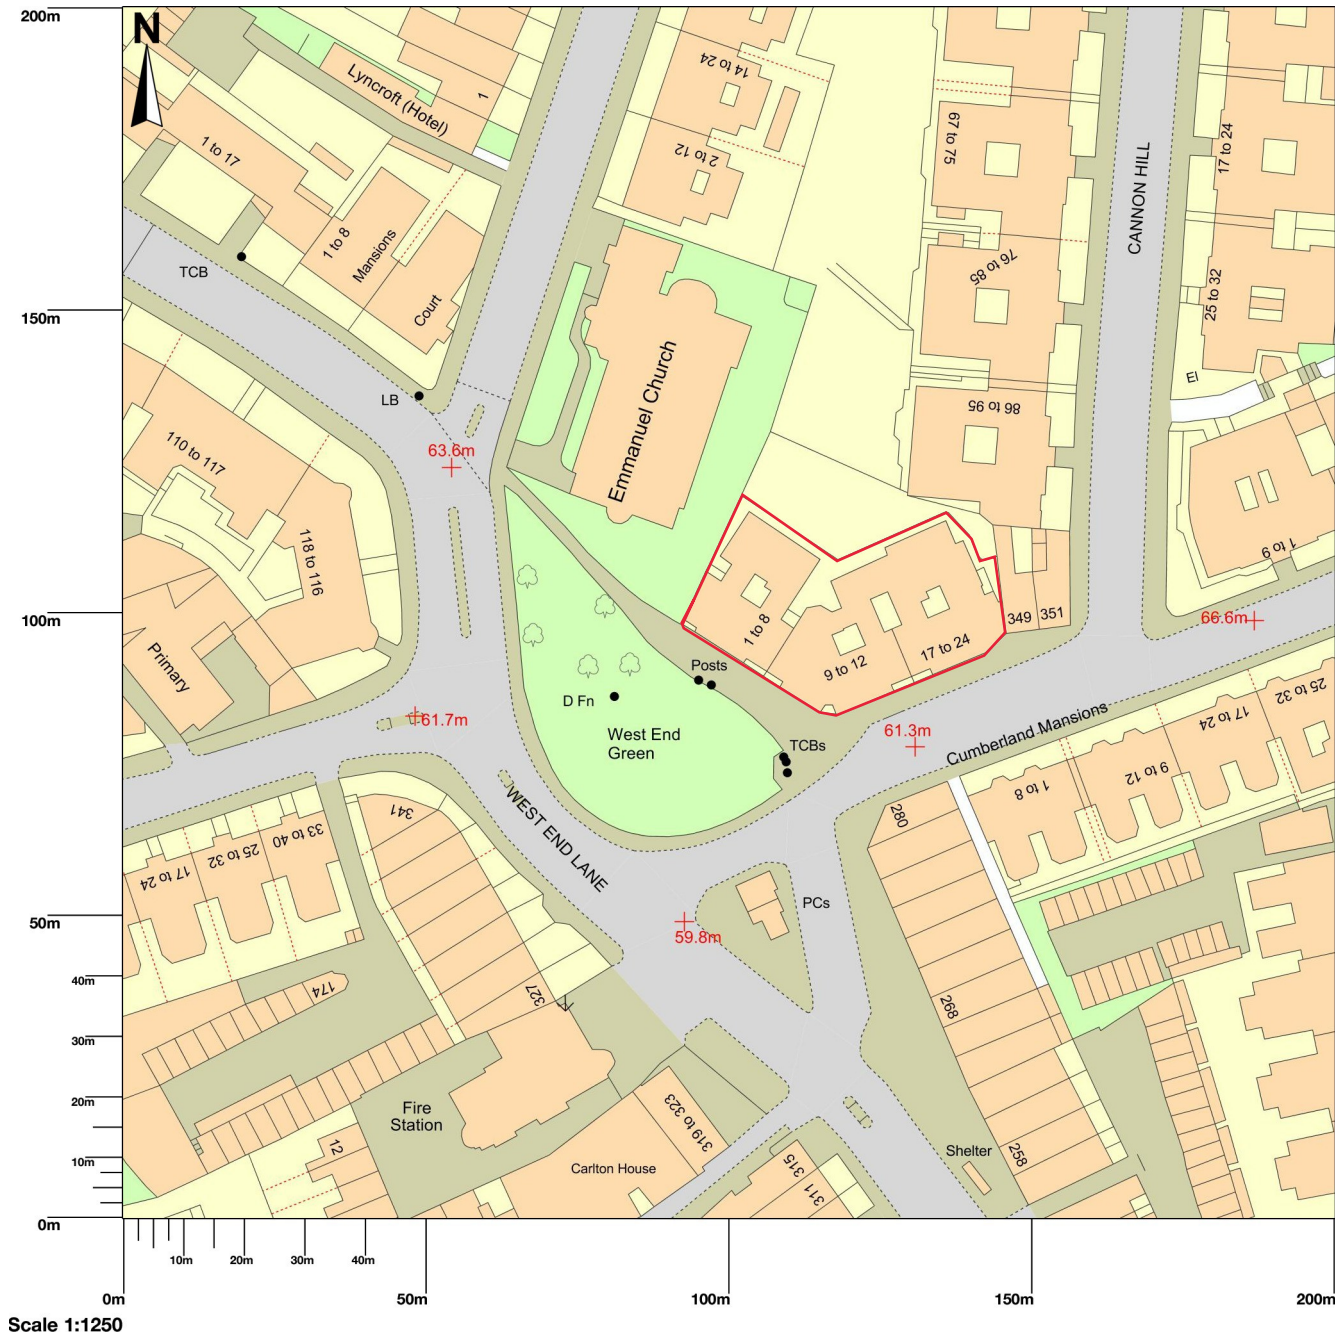 200m
N
Lyncroft (Hotel)
1
14 to 24
2 to 12
67 to 75
CANNON HILL
17 to 24
1 to 17
1 to 8
Mansions
Court
TCB
76 to 85
25 to 32
150m
El
LB
Emmanuel Church
86 to 95
63.6m
110 to 117
118 to 116
1 to 9
100m
66.6m
349
351
1 to 8
9 to 12
17 to 24
Primary
Posts
D Fn
61.7m
West End
Green
TCBs
61.3m
Cumberland Mansions
25 to 32
17 to 24
9 to 12
1 to 8
WEST END LANE
341
280
33 to 40
25 to 32
17 to 24
PCs
50m
59.8m
40m
174
327
268
30m
20m
Fire
Station
319 to 323
12
10m
Carlton House
315
311
Shelter
258
0m
10m
20m
30m
40m
0m
50m
100m
150m
200m
Scale 1:1250